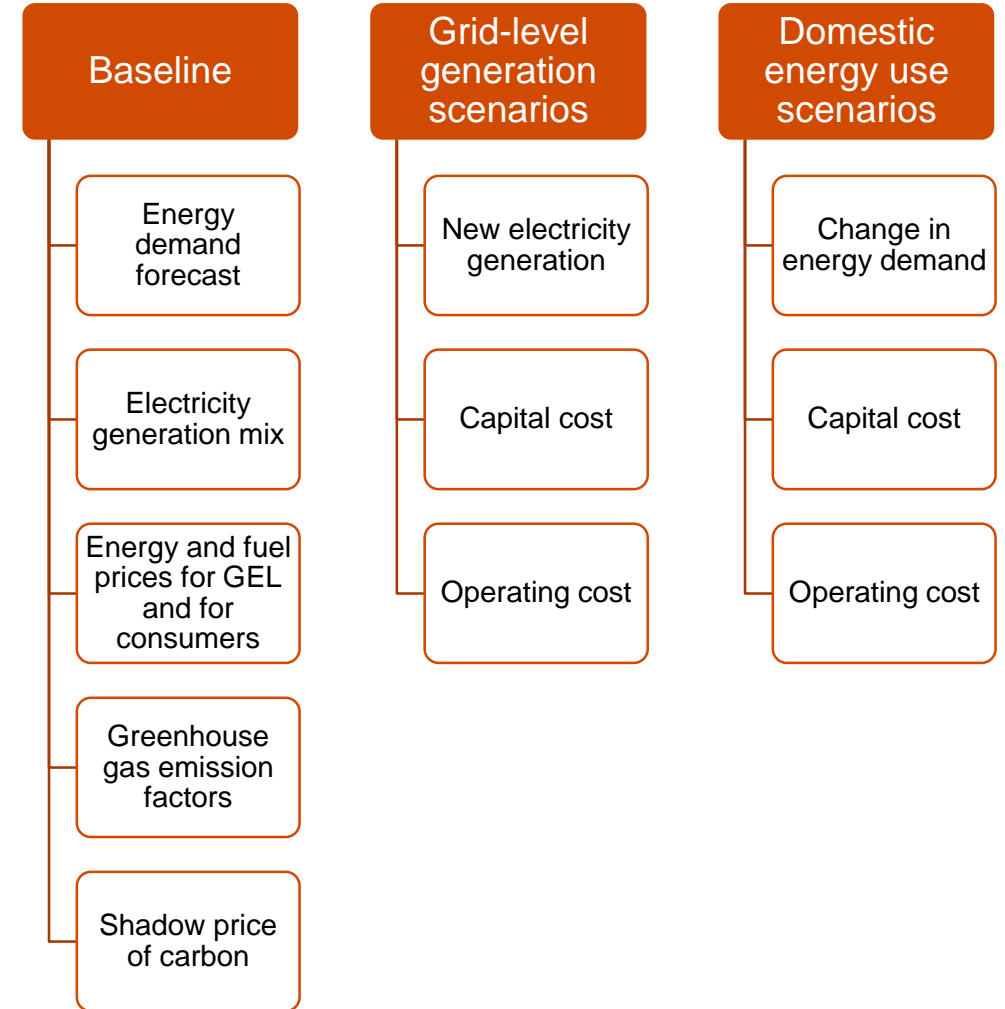 Baseline
Energy
demand
forecast
Electricity
generation mix
Energy and fuel
prices for GEL
and for
consumers
Greenhouse
gas emission
factors
Shadow price
of carbon
Grid-level
generation
scenarios
New electricity
generation
Capital cost
Operating cost
Domestic
energy use
scenarios
Change in
energy demand
Capital cost
Operating cost